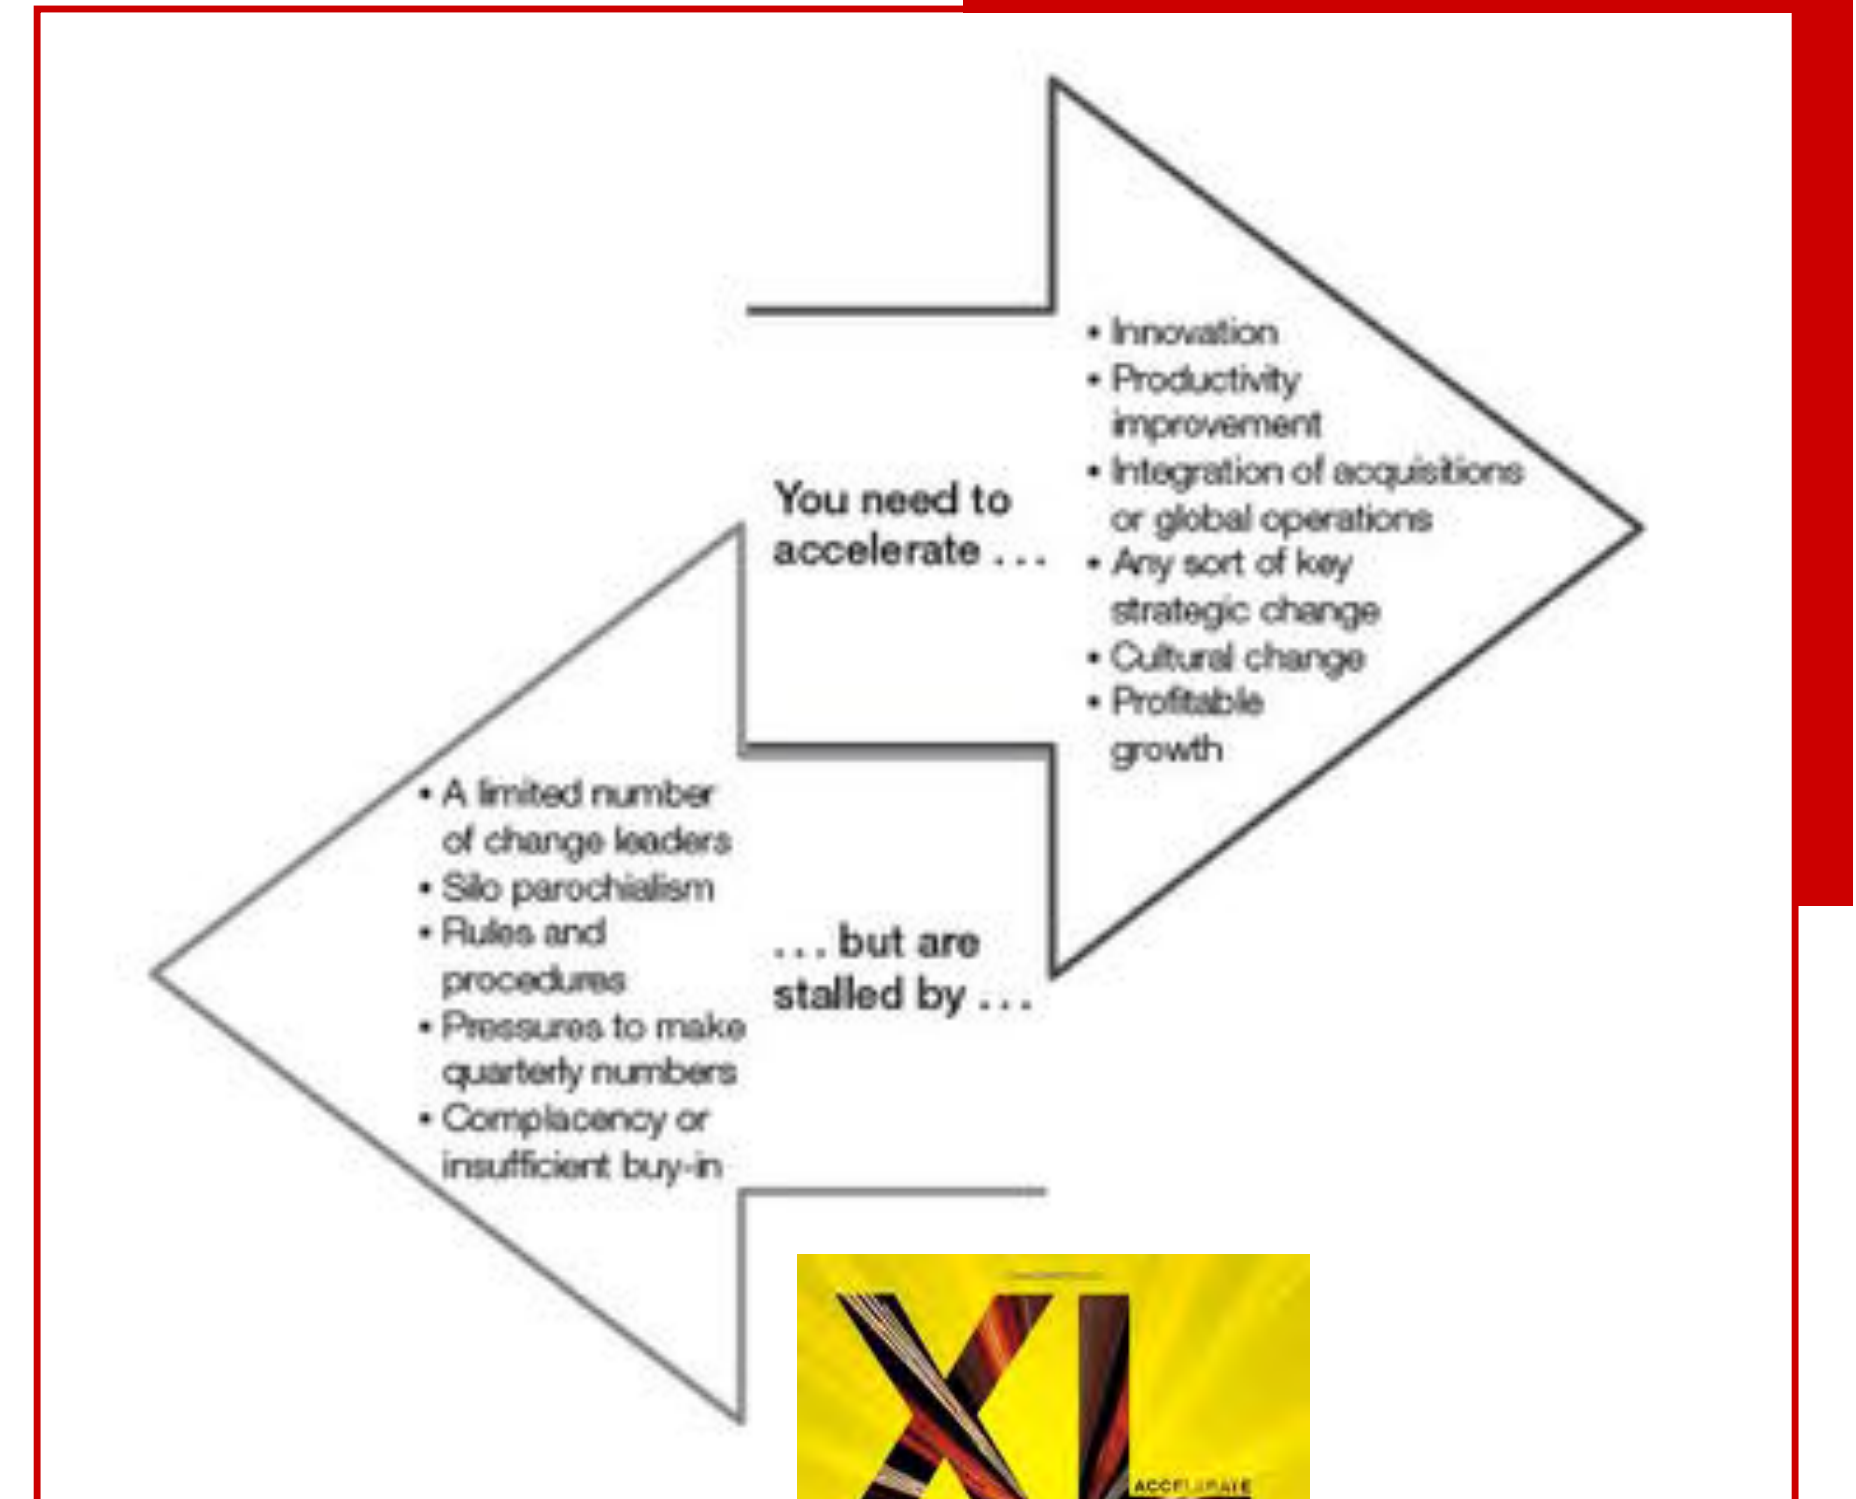 • Innovation
• Productivity
improvement
• Integration of acquisitions
or global operations
• Any sort of key
strategic change
• Cultural change
• Profitable
growth
You need to
accelerate . . .
• A limited number
of change leaders
• Silo parochialism
• Rules and
procedures
• Pressures to make
quarterly numbers
• Complacency or
insufficient buy-in
. . . but are
stalled by . . .
XL
ACCELERATE